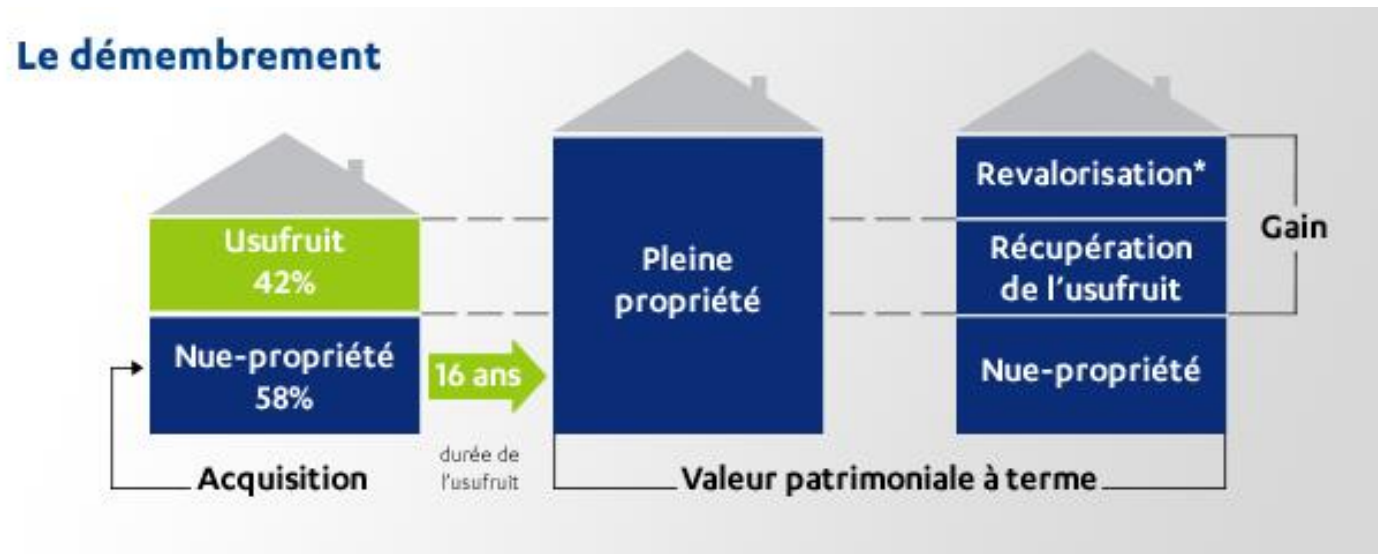 Le démembrement
Usufruit
42%
Nue-propriété
58%
16 ans
durée de
l'usufruit
Acquisition
Pleine
propriété
Revalorisation*
Récupération
de l'usufruit
Nue-propriété
Gain
Valeur patrimoniale à terme